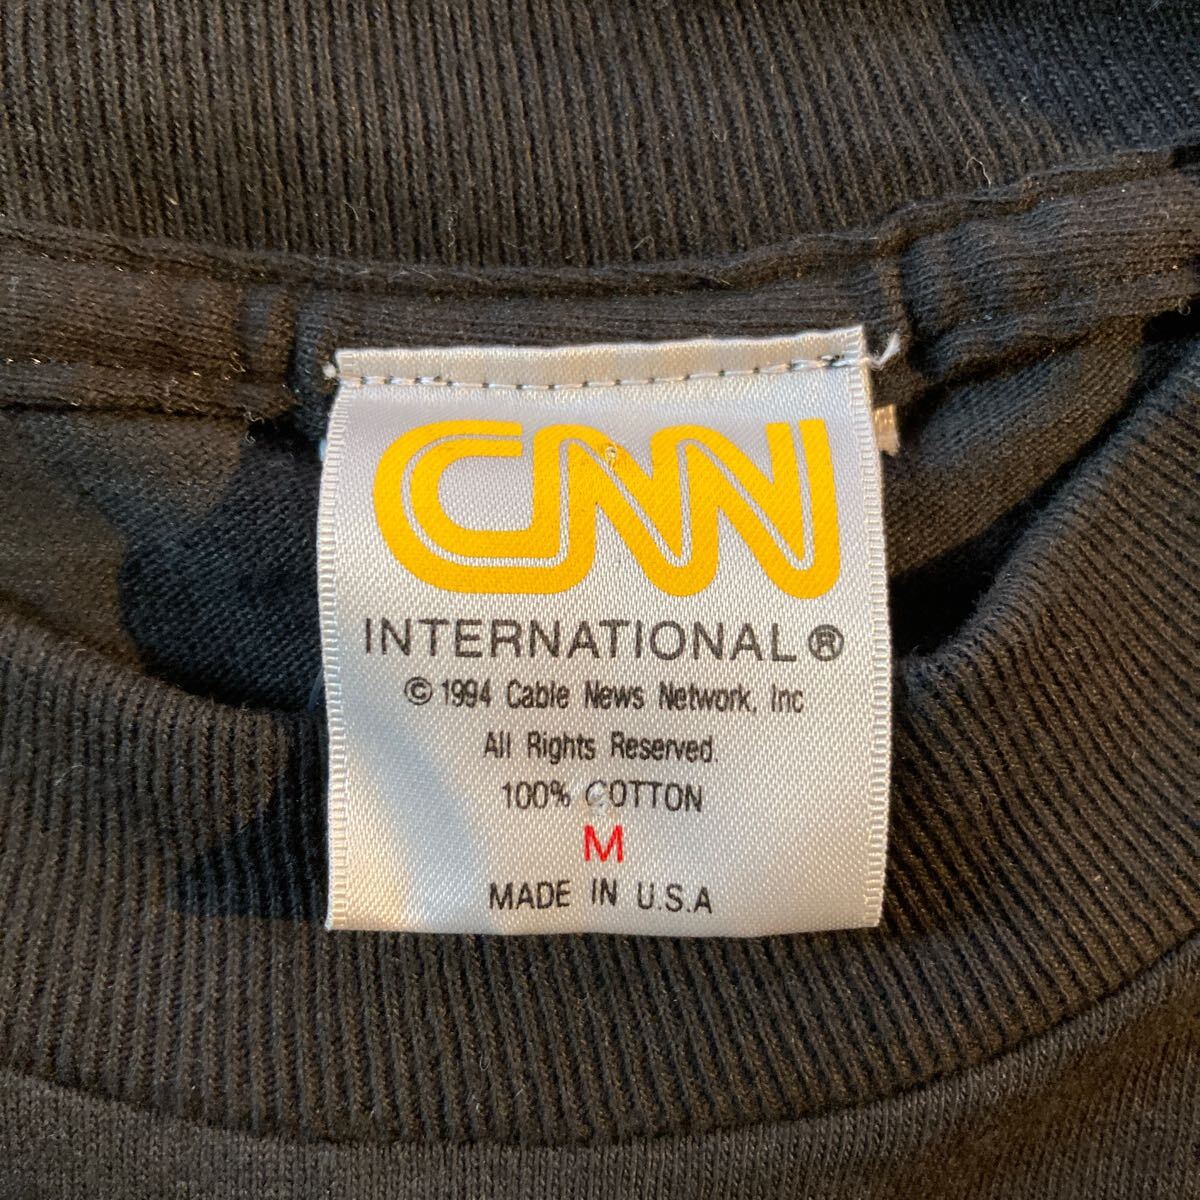 CNN
INTERNATIONAL®
© 1994 Cable News Network, Inc
All Rights Reserved.
100% COTTON
M
MADE IN U.S.A